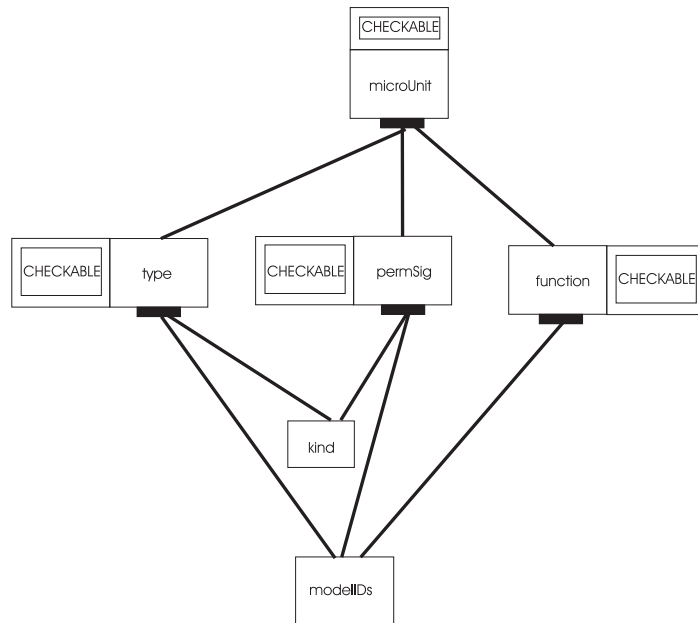 CHECKABLE
microUnit
CHECKABLE
type
CHECKABLE
permSig
function
CHECKABLE
kind
modelIDs